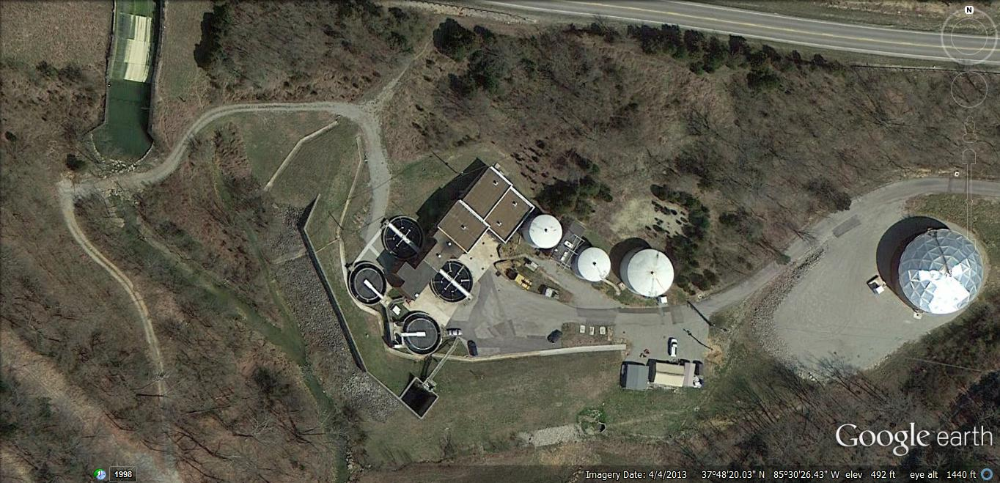 N
Google earth
1998
Imagery Date: 4/4/2013 37°48'20.03" N 85°30'26.43" W elev 492 ft eye alt 1440 ft